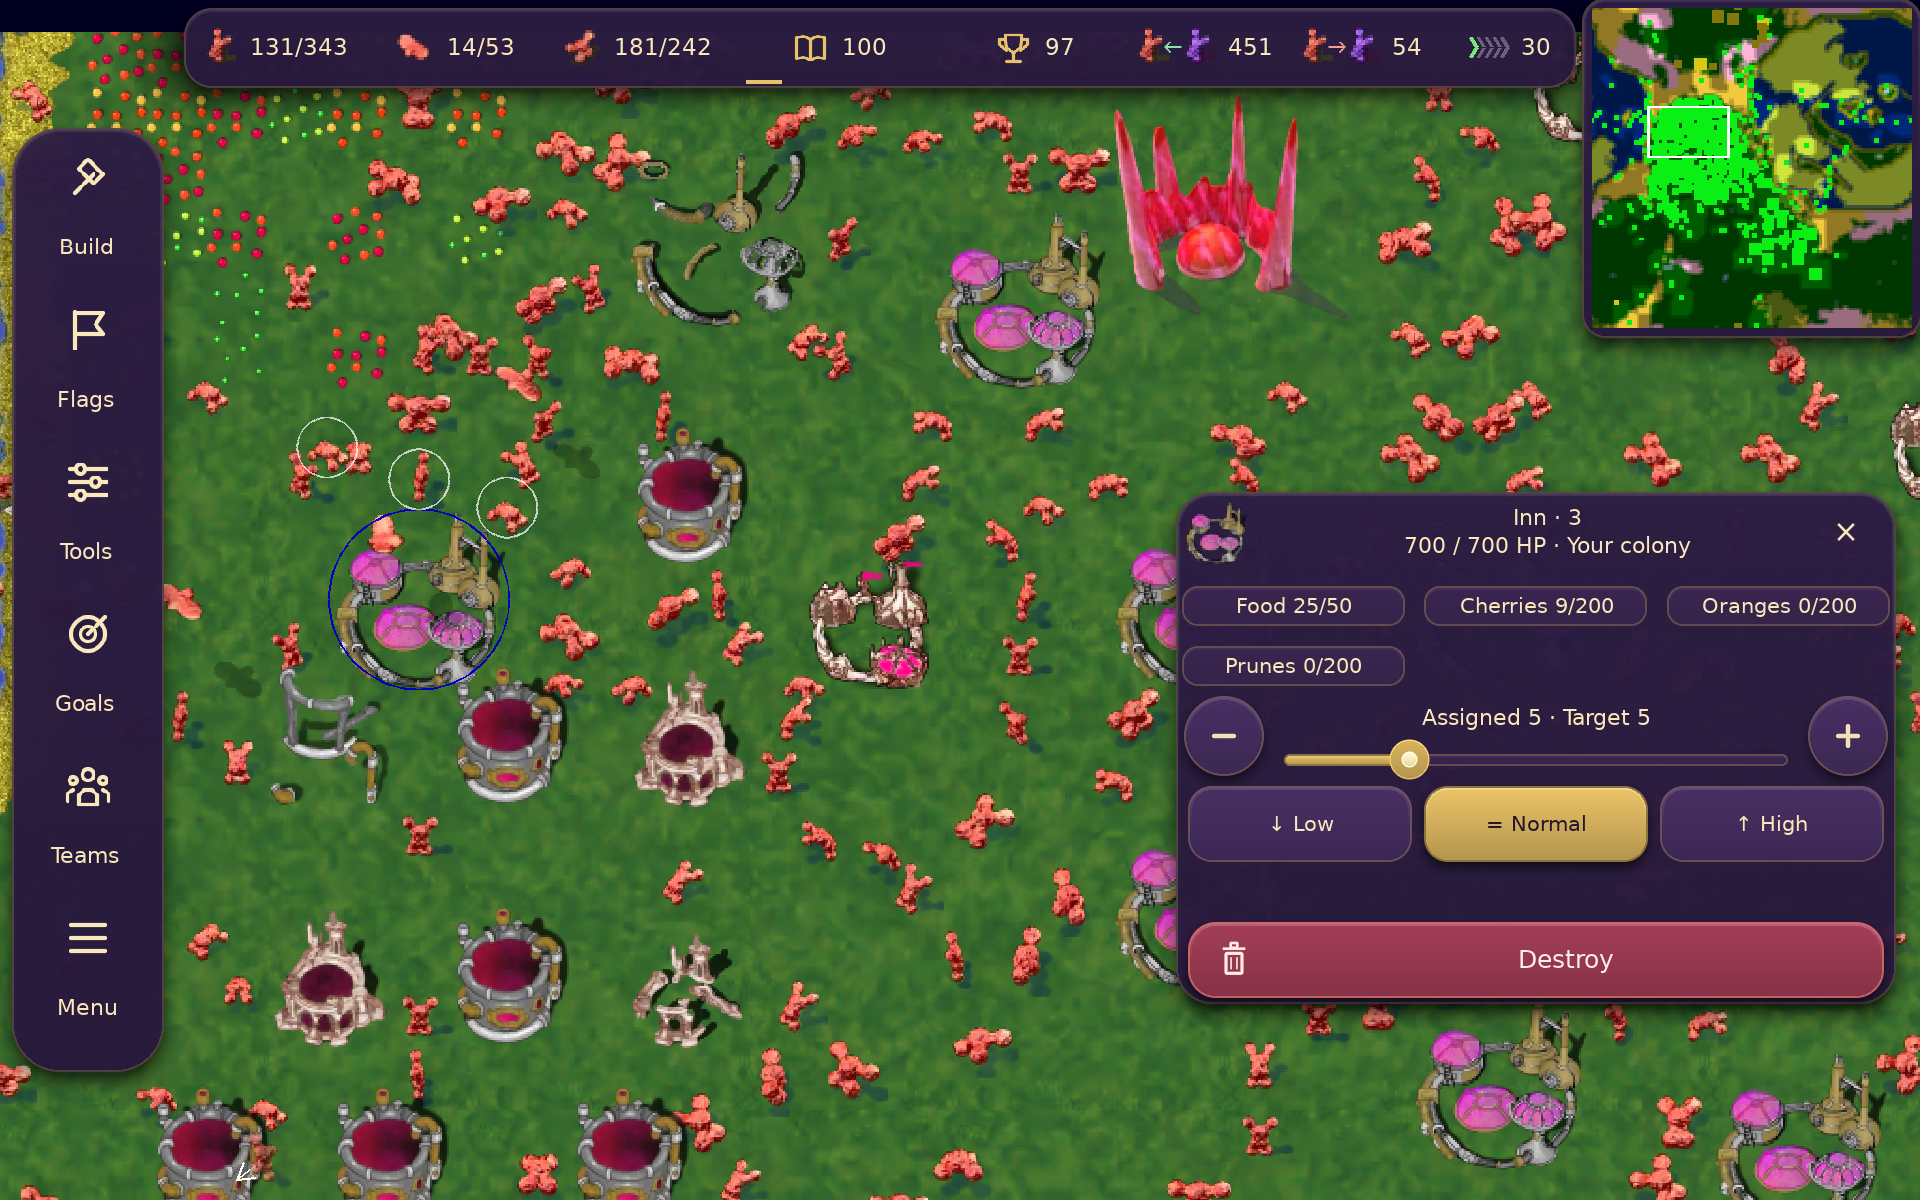 131/343
14/53
181/242
100
97
451
54
30
Build
Flags
Tools
Goals
Teams
Menu
Inn · 3
700 / 700 HP · Your colony
Food 25/50
Cherries 9/200
Oranges 0/200
Prunes 0/200
Assigned 5 · Target 5
↓ Low
= Normal
↑ High
Destroy